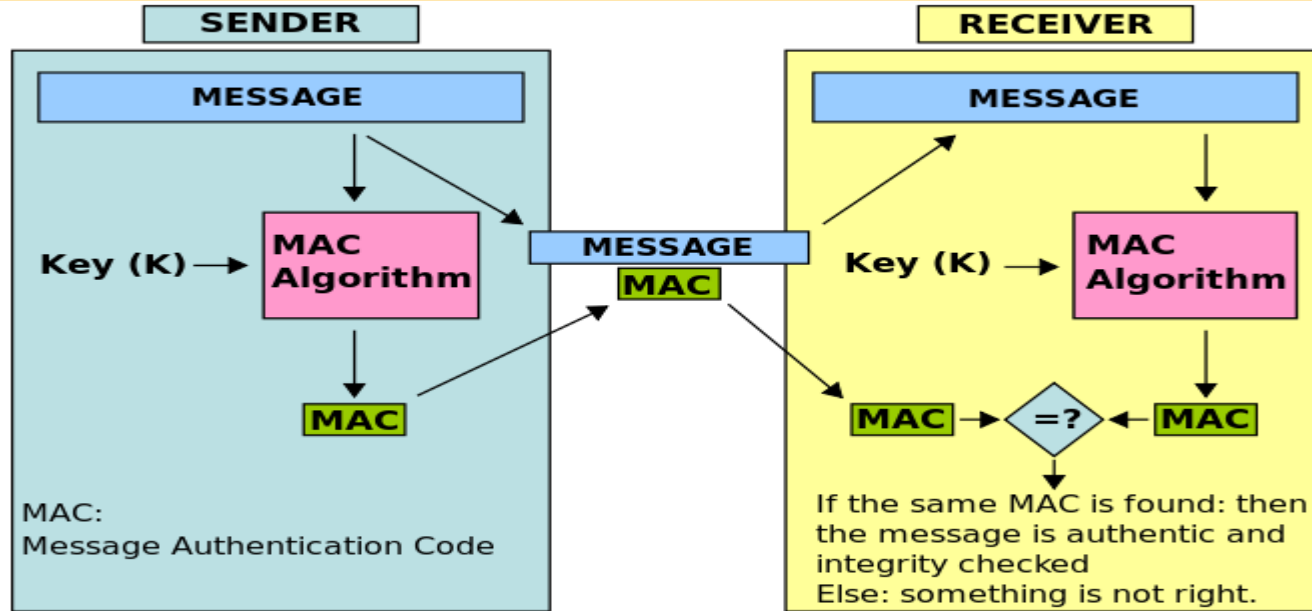 SENDER
MESSAGE
Key (K)
MAC
Algorithm
MAC
MAC:
Message Authentication Code
MESSAGE
MAC
RECEIVER
MESSAGE
Key (K)
MAC
Algorithm
MAC
=?
MAC
If the same MAC is found: then
the message is authentic and
integrity checked
Else: something is not right.